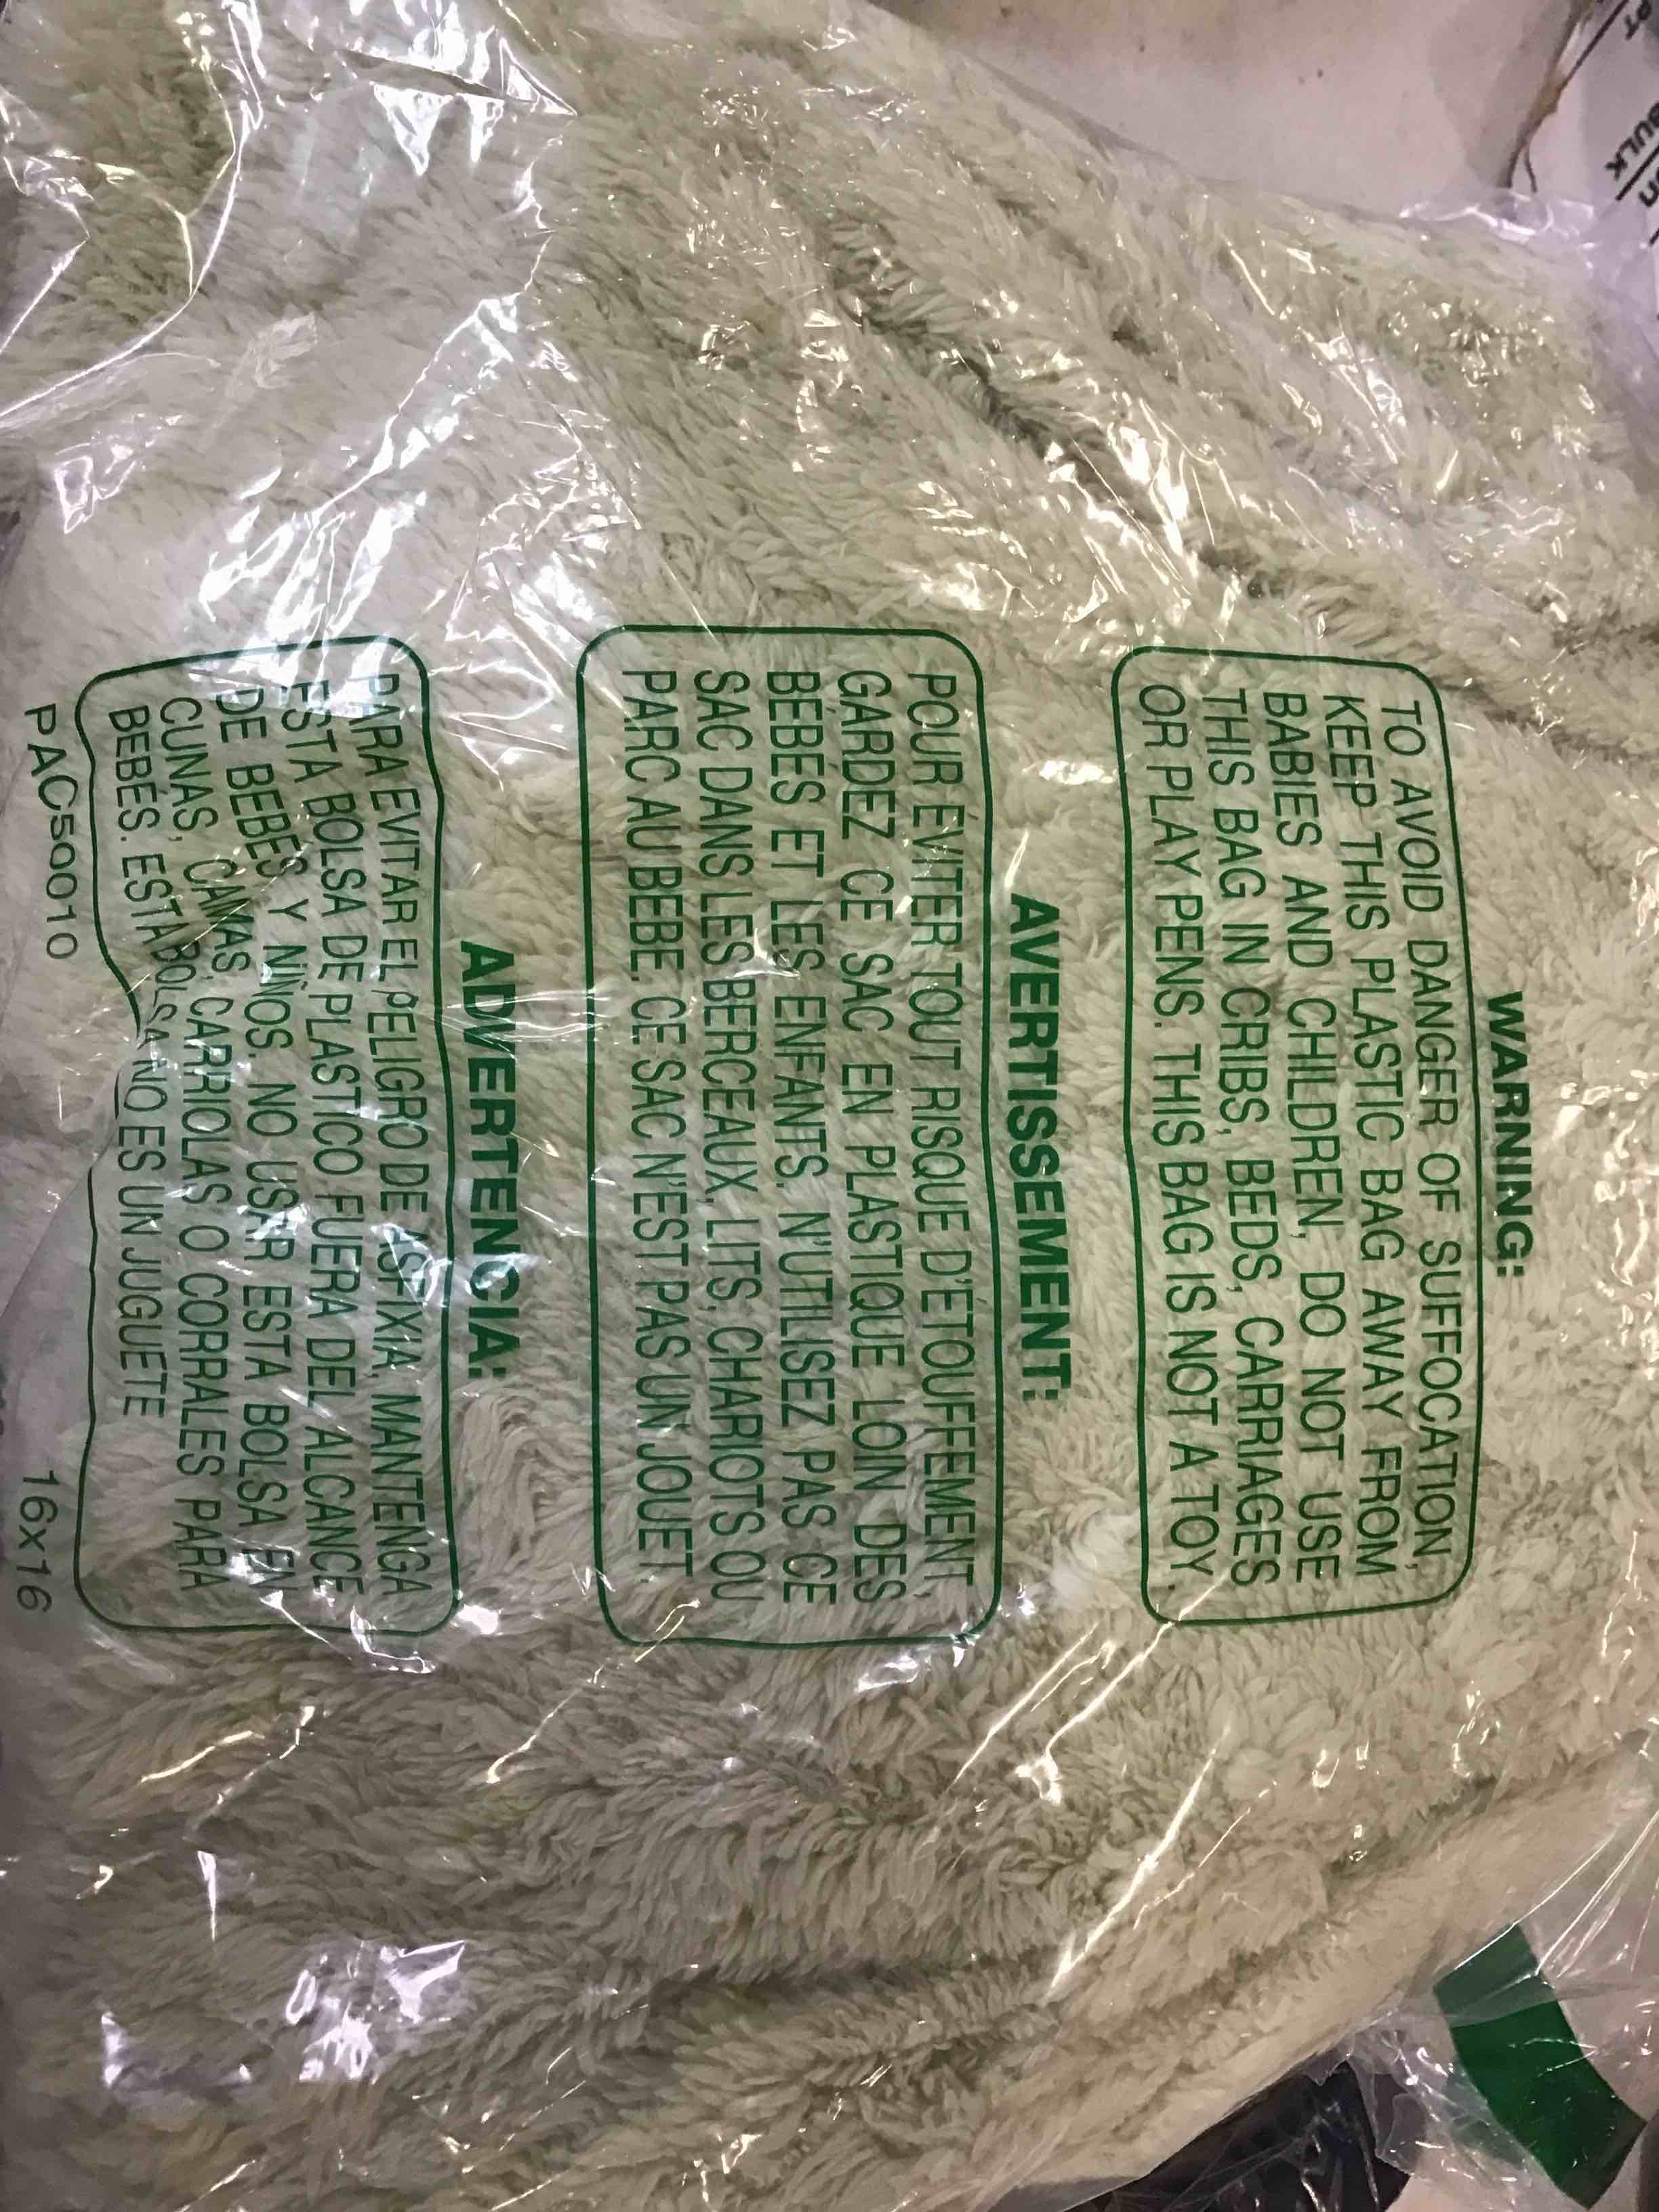 WARNING:
TO AVOID DANGER OF SUFFOCATION,
KEEP THIS PLASTIC BAG AWAY FROM
BABIES AND CHILDREN, DO NOT USE
THIS BAG IN CRIBS, BEDS, CARRIAGES
OR PLAY PENS. THIS BAG IS NOT A TOY.
AVERTISSEMENT:
POUR ÉVITIER TOUT RISQUE D'ÉTOUFFEMENT,
GARDEZ CE SAC EN PLASTIQUE LOIN DES
BÉBÉS ET LES ENFANTS. N'UTILISEZ PAS CE
SAC DANS LES BERCEAUX, LITS, CHARIOTS OU
PARC AU BEBE. CE SAC N'EST PAS UN JOUET
ADVERTENCIA:
PARA EVITAR EL PELIGRO DE ASFIXIA, MANTENGA
ESTA BOLSA DE PLASTICO FUERA DEL ALCANCE
DE BEBES Y NIÑOS. NO USAR ESTA BOLSA EN
CUNAS, CAMAS, CARRIOLAS O CORRALES PARA
BEBÉS. ESTA BOLSA NO ES UN JUGUETE
PAC50010 16x16
BULK